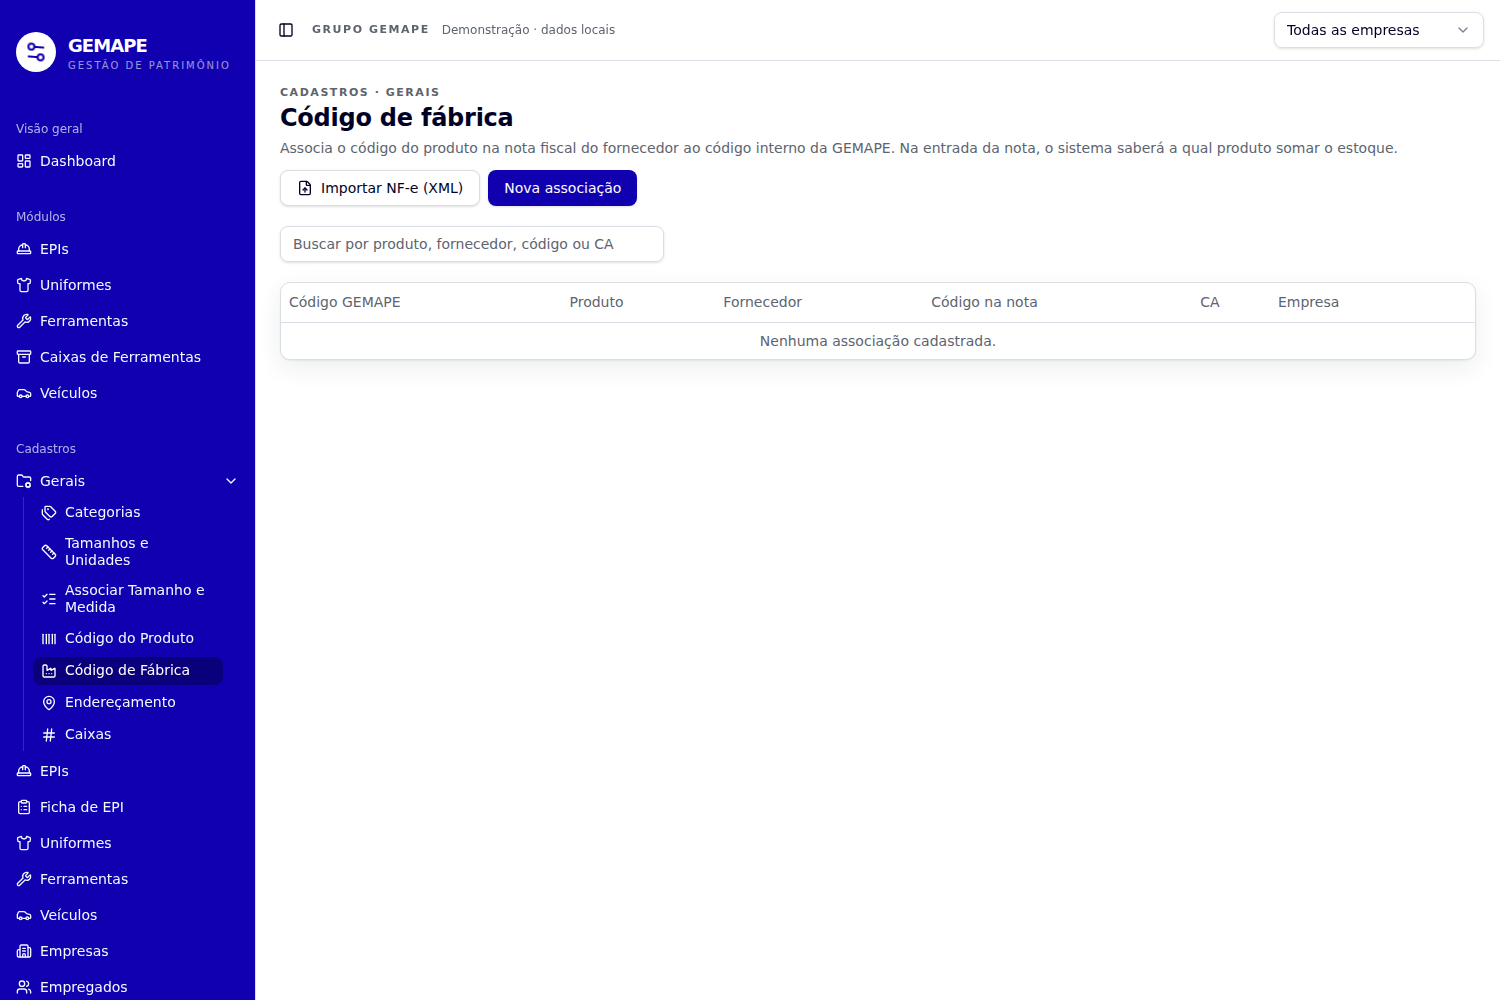 GEMAPE
GESTÃO DE PATRIMÔNIO
Visão geral
Dashboard
Módulos
EPIs
Uniformes
Ferramentas
Caixas de Ferramentas
Veículos
Cadastros
Gerais
Categorias
Tamanhos e
Unidades
Associar Tamanho e
Medida
Código do Produto
Código de Fábrica
Endereçamento
Caixas
EPIs
Ficha de EPI
Uniformes
Ferramentas
Veículos
Empresas
Empregados
GRUPO GEMAPE Demonstração · dados locais
Todas as empresas
CADASTROS · GERAIS
Código de fábrica
Associa o código do produto na nota fiscal do fornecedor ao código interno da GEMAPE. Na entrada da nota, o sistema saberá a qual produto somar o estoque.
Importar NF-e (XML) Nova associação
Buscar por produto, fornecedor, código ou CA
Código GEMAPE Produto Fornecedor Código na nota CA Empresa
Nenhuma associação cadastrada.